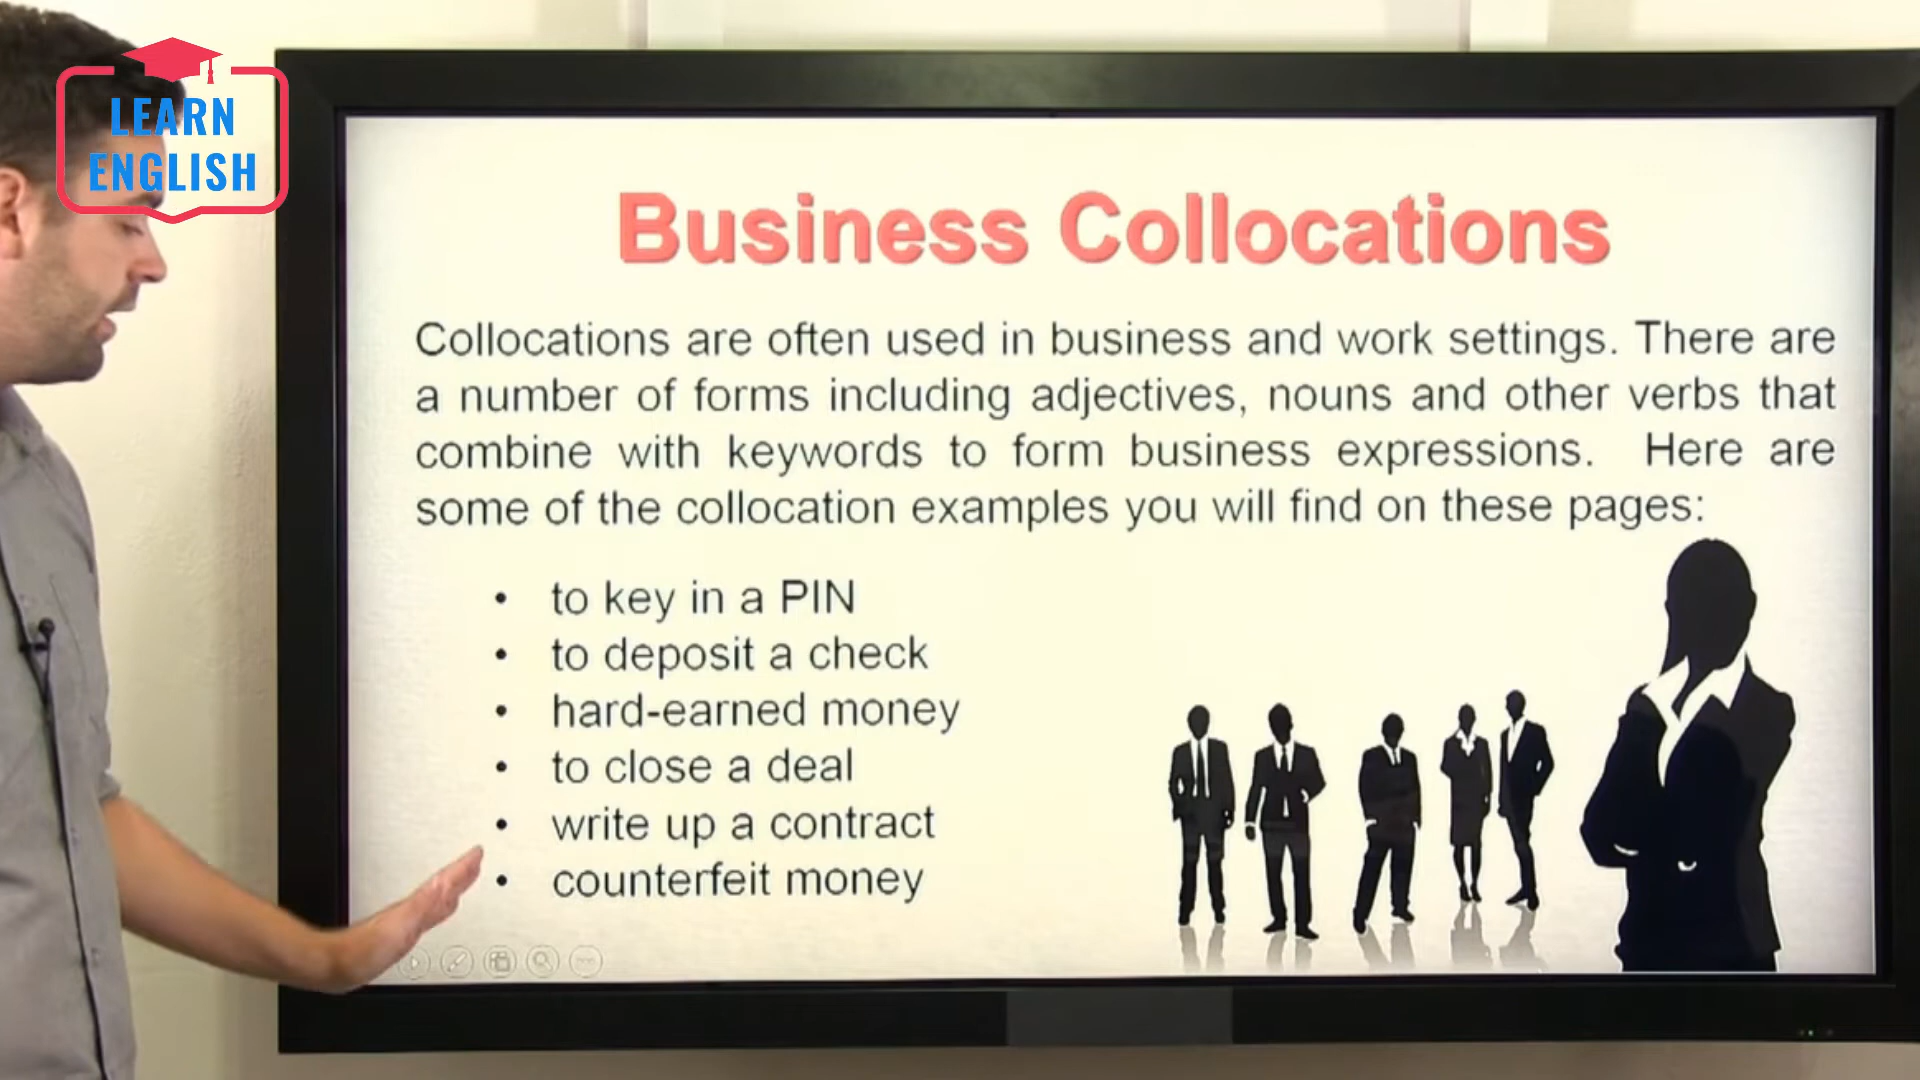 LEARN
ENGLISH
Business Collocations
Collocations are often used in business and work settings. There are
a number of forms including adjectives, nouns and other verbs that
combine with keywords to form business expressions. Here are
some of the collocation examples you will find on these pages:
• to key in a PIN
• to deposit a check
• hard-earned money
• to close a deal
• write up a contract
• counterfeit money